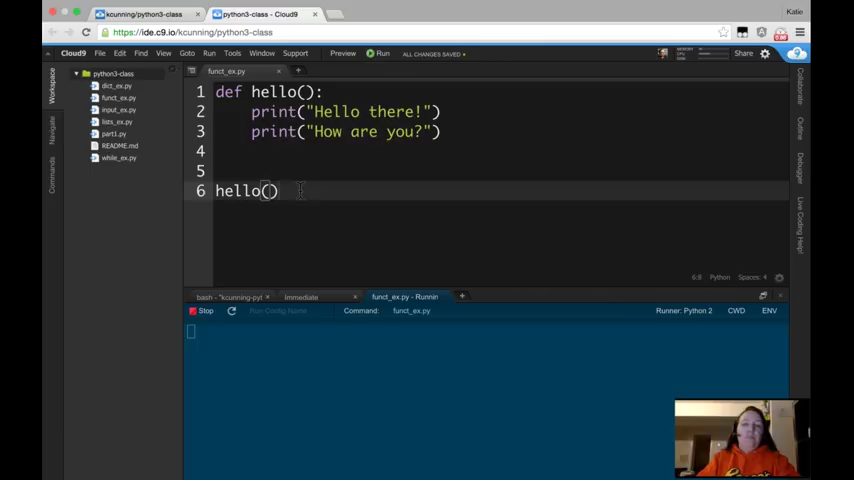 kcunning/python3-class
python3-class - Cloud9
Katie
https://ide.c9.io/kcunning/python3-class
Cloud9 File Edit Find View Goto Run Tools Window Support Preview Run ALL CHANGES SAVED
MEMORY
CPU
DISK
Share
Workspace
Navigate
Commands
python3-class
dict_ex.py
funct_ex.py
input_ex.py
lists_ex.py
part1.py
README.md
while_ex.py
funct_ex.py
1 def hello():
2 print("Hello there!")
3 print("How are you?")
4
5
6 hello()
6:8 Python Spaces: 4
bash - "kcunning-pyt
Immediate
funct_ex.py - Runnin
Stop Run Config Name Command: funct_ex.py Runner: Python 2 CWD ENV
Collaborate
Outline
Debugger
Live Coding Help!